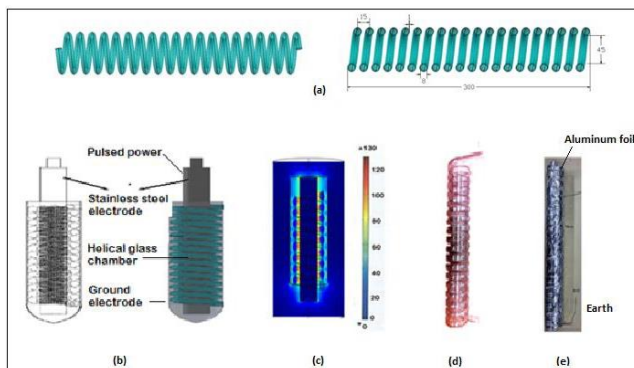 15
45
8
300
(a)
Pulsed power
Stainless steel
electrode
Helical glass
chamber
Ground
electrode
(b)
≥130
120
100
80
60
40
20
0
(c)
(d)
Aluminum foil
Earth
(e)